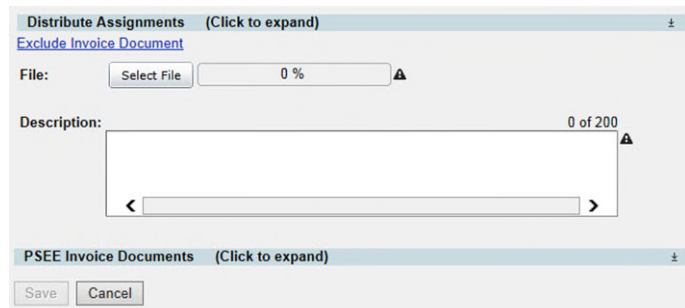 Distribute Assignments (Click to expand)
Exclude Invoice Document
File: Select File 0 %
Description: 0 of 200
PSEE Invoice Documents (Click to expand)
Save Cancel